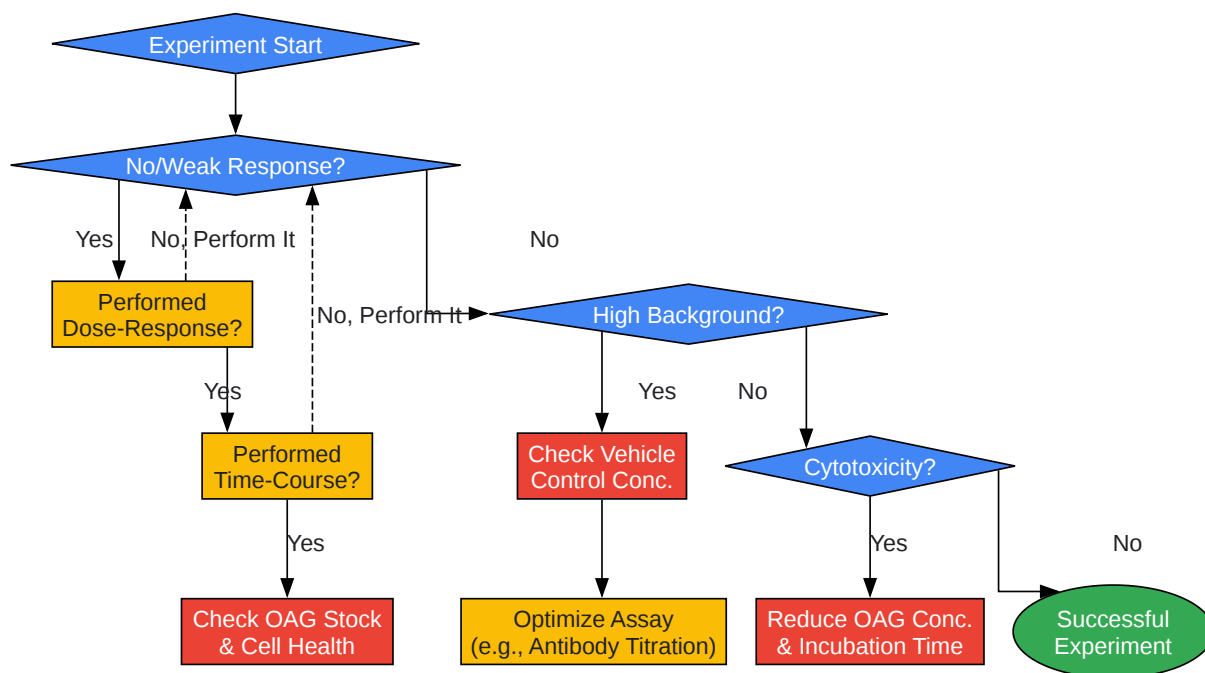 Experiment Start
No/Weak Response?
Yes
No, Perform It
No
Performed
Dose-Response?
No, Perform It
High Background?
Yes
Yes
No
Performed
Time-Course?
Check Vehicle
Control Conc.
Cytotoxicity?
Yes
Yes
No
Check OAG Stock
& Cell Health
Optimize Assay
(e.g., Antibody Titration)
Reduce OAG Conc.
& Incubation Time
Successful
Experiment